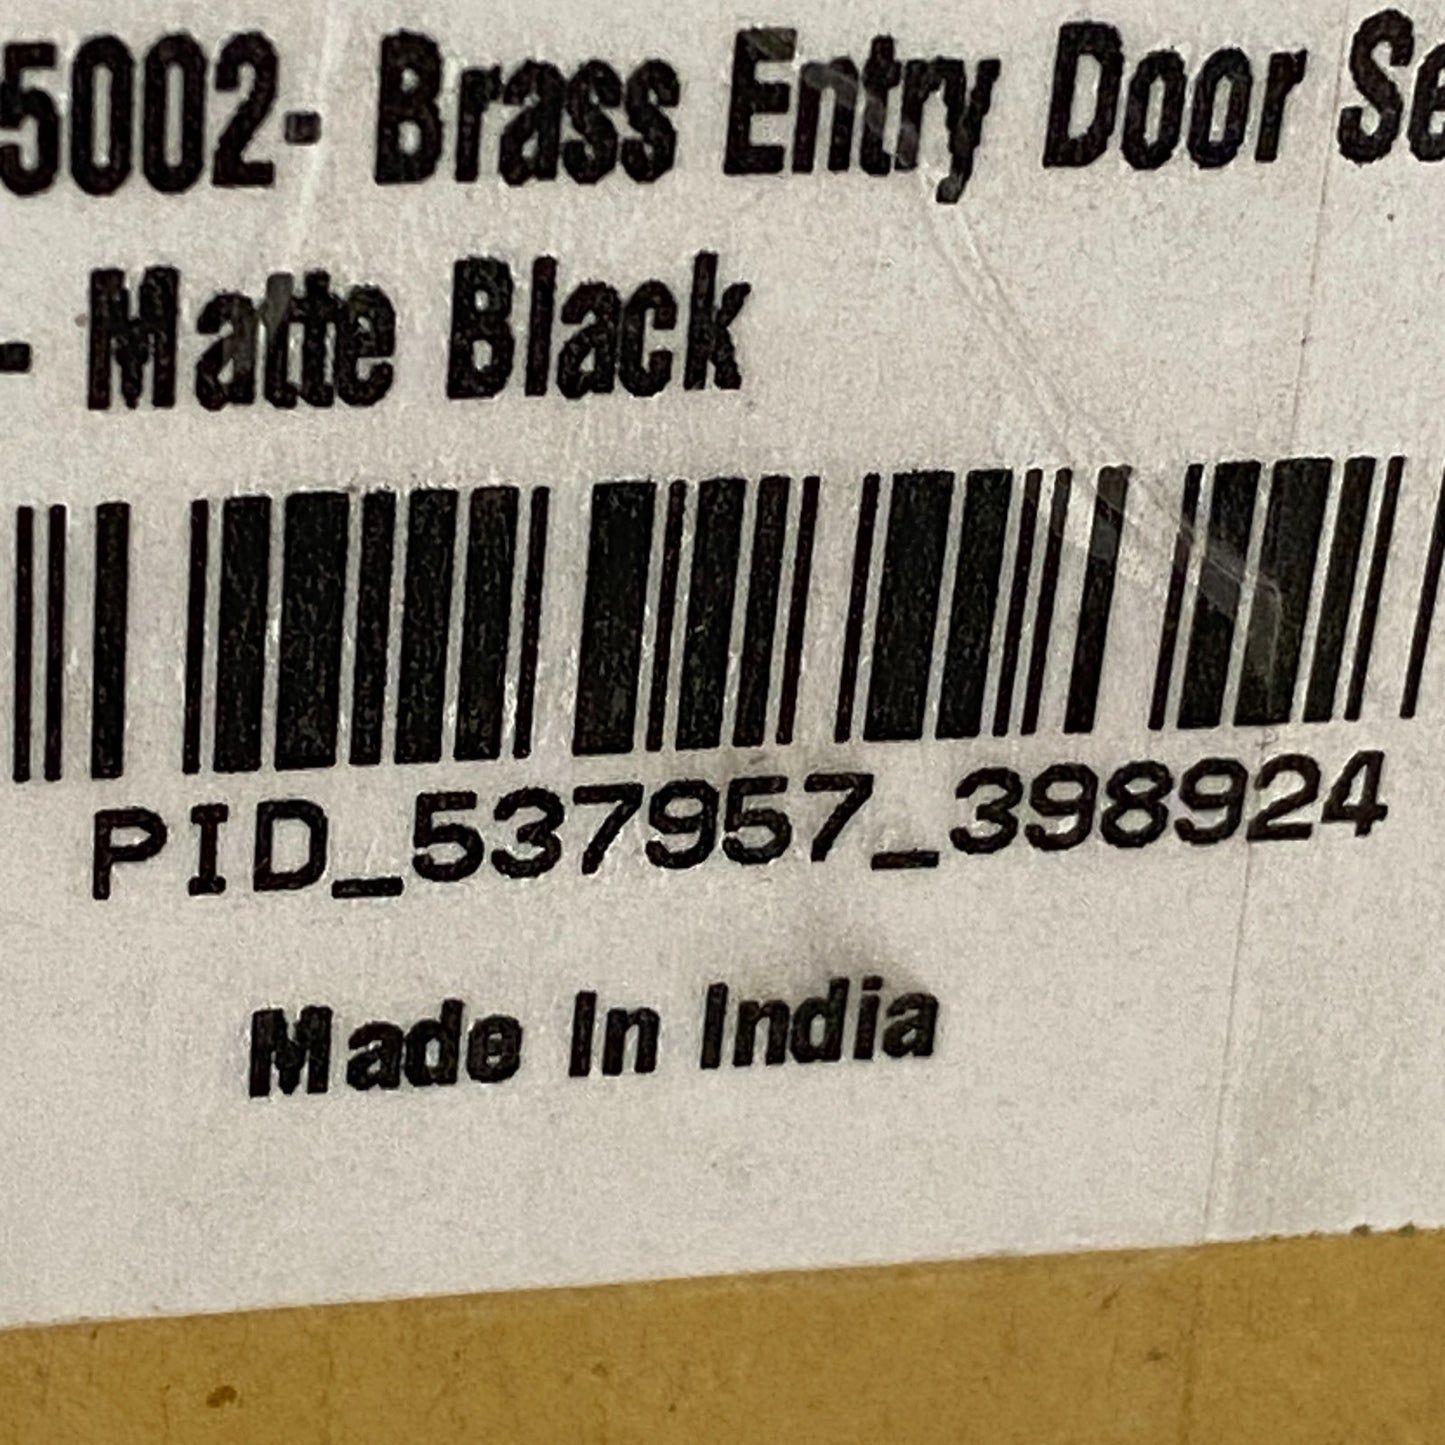 5002- Brass Entry Door Se
- Matte Black
PID_537957_398924
Made In India